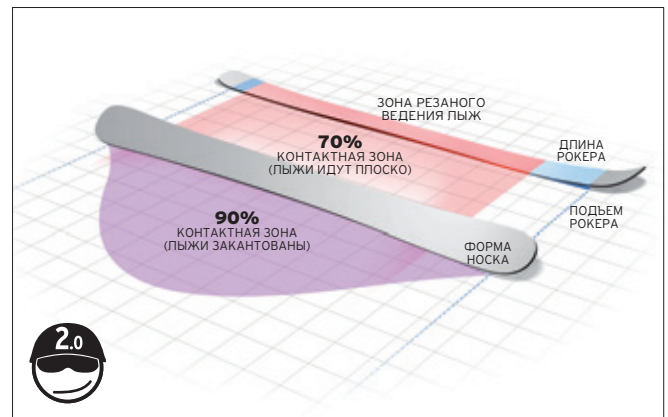 ЗОНА РЕЗАНОГО
ВЕДЕНИЯ ЛЫЖ
70%
КОНТАКТНАЯ ЗОНА
(ЛЫЖИ ИДУТ ПЛОСКО)
ДЛИНА
РОКЕРА
ПОДЪЕМ
РОКЕРА
90%
КОНТАКТНАЯ ЗОНА
(ЛЫЖИ ЗАКАНТОВАНЫ)
ФОРМА
НОСКА
2.0